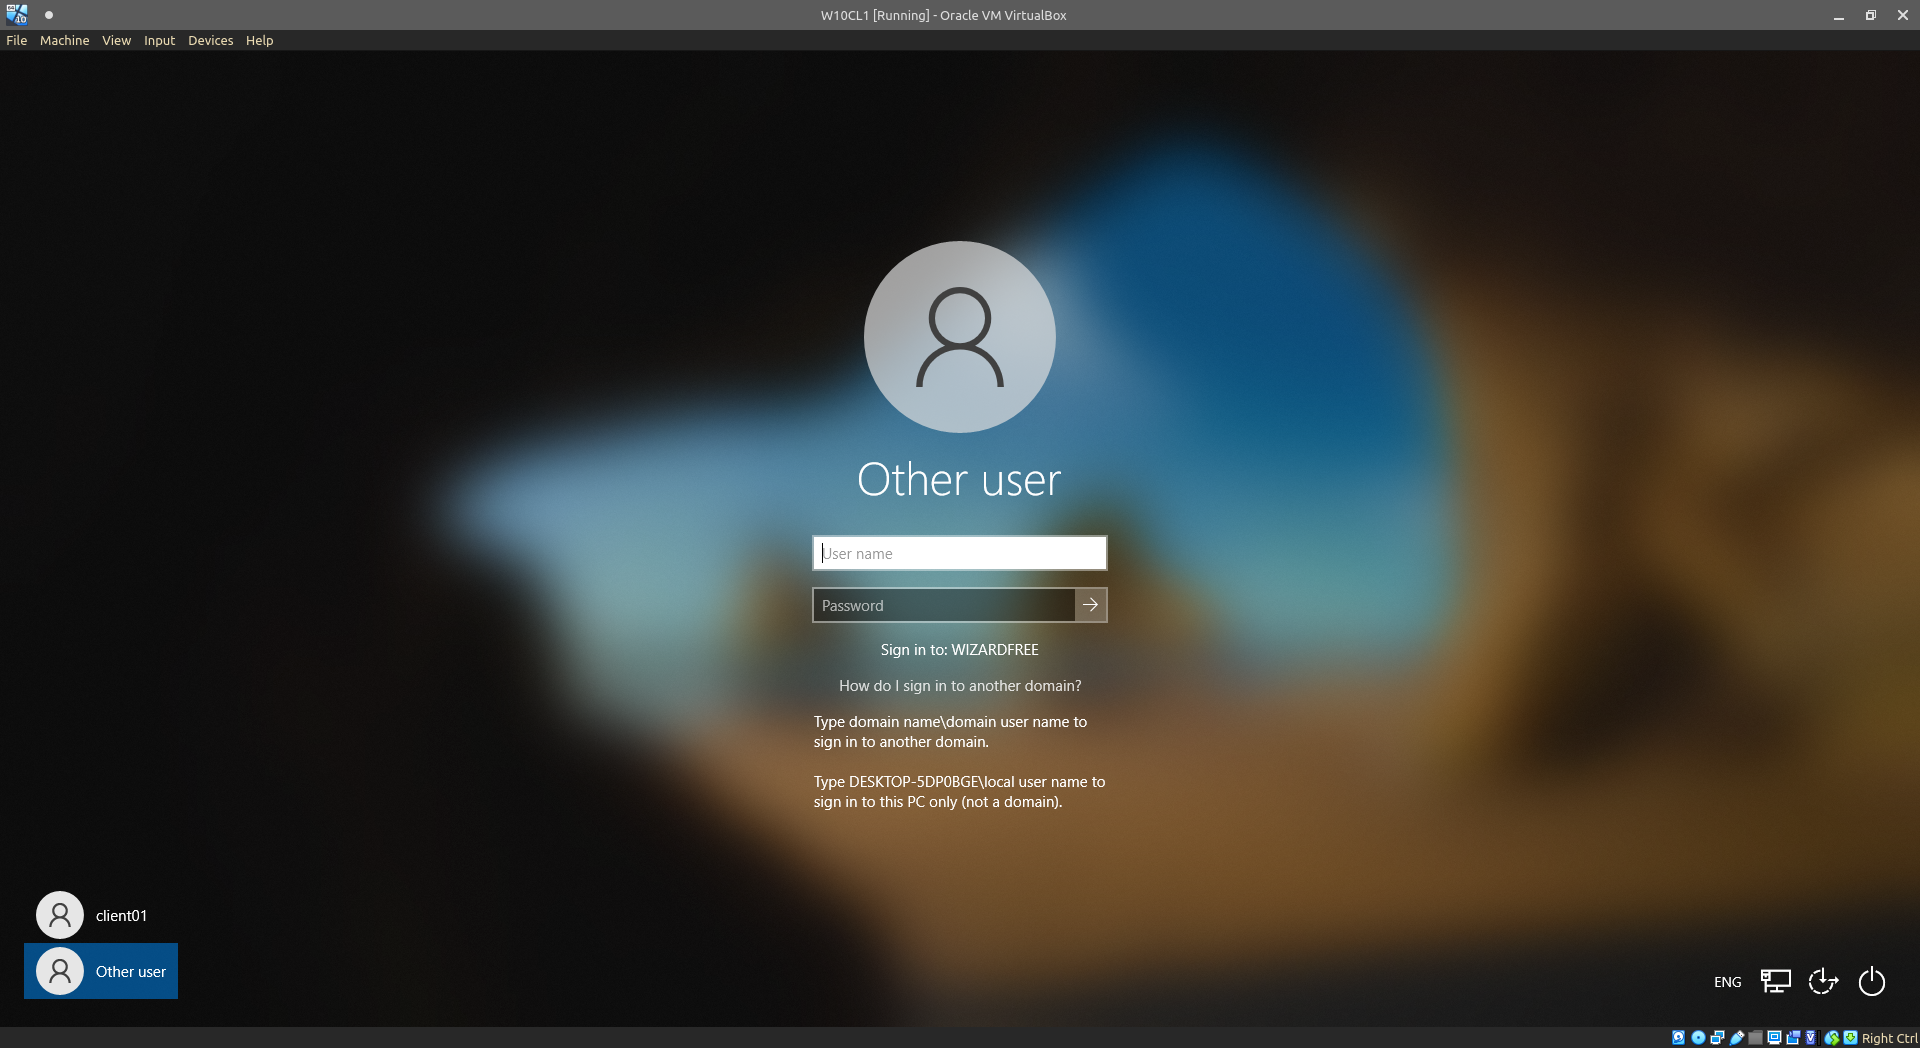 W10CL1 [Running] - Oracle VM VirtualBox
File Machine View Input Devices Help
Other user
User name
Password
Sign in to: WIZARDFREE
How do I sign in to another domain?
Type domain name\domain user name to
sign in to another domain.
Type DESKTOP-5DP0BGE\local user name to
sign in to this PC only (not a domain).
client01
Other user
ENG
Right Ctrl